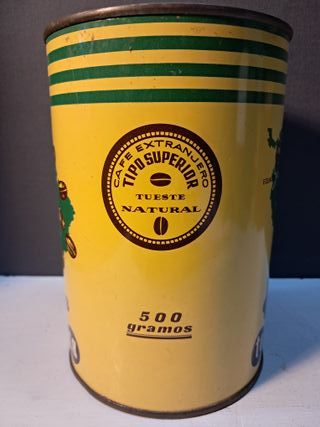 CAFE EXTRANJERO
TIPO SUPERIOR
TUESTE
NATURAL
500
gramos